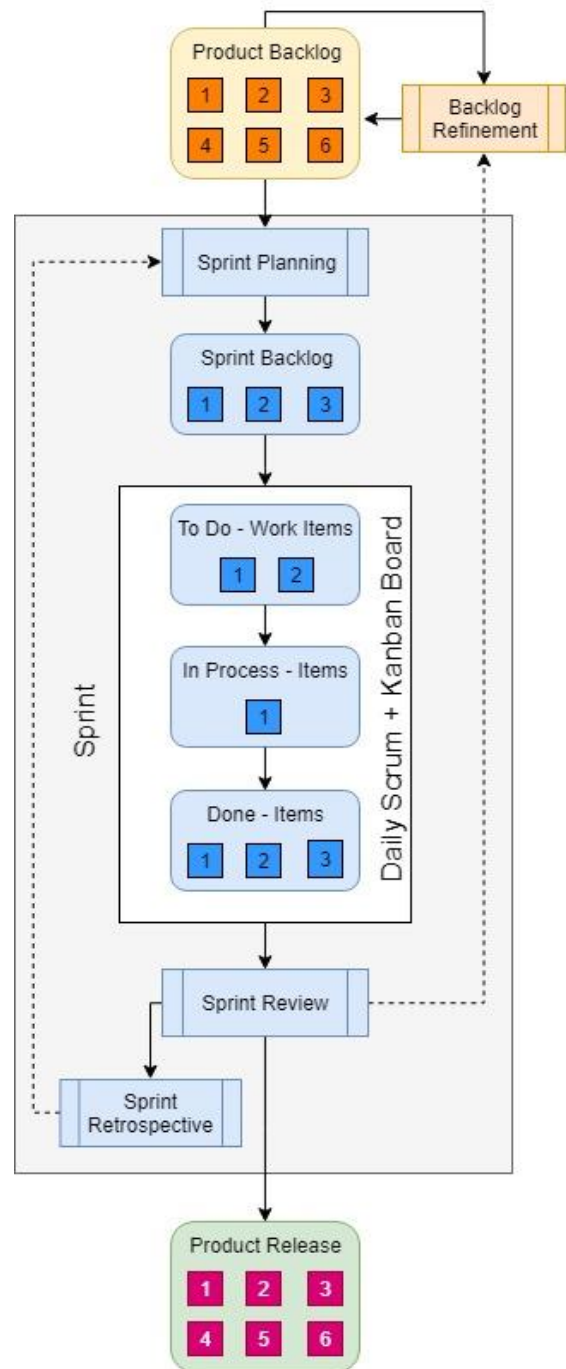 Product Backlog
1 2 3
4 5 6
Backlog
Refinement
Sprint Planning
Sprint Backlog
1 2 3
Sprint
Daily Scrum + Kanban Board
To Do - Work Items
1 2
In Process - Items
1
Done - Items
1 2 3
Sprint Review
Sprint
Retrospective
Product Release
1 2 3
4 5 6